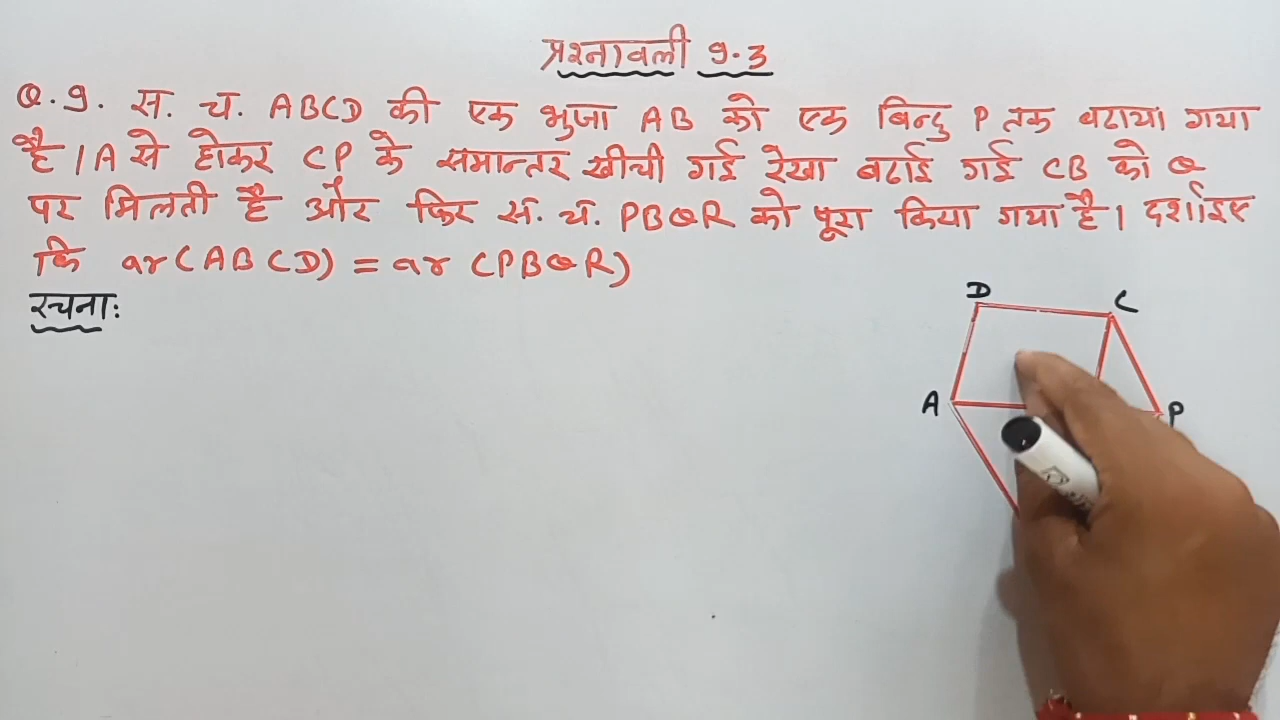 प्रश्नावली 9.3
Q.9. स. च. ABCD की एक भुजा AB को एक बिन्दु P तक बढाया गया
है। A से होकर CP के समान्तर खीची गई रेखा बढाई गई CB को Q
पर मिलती है और फिर स. च. PBQR को पूरा किया गया है। दर्शाइए
कि ar(ABCD) = ar (PBQR)
रचना:
D C
A P